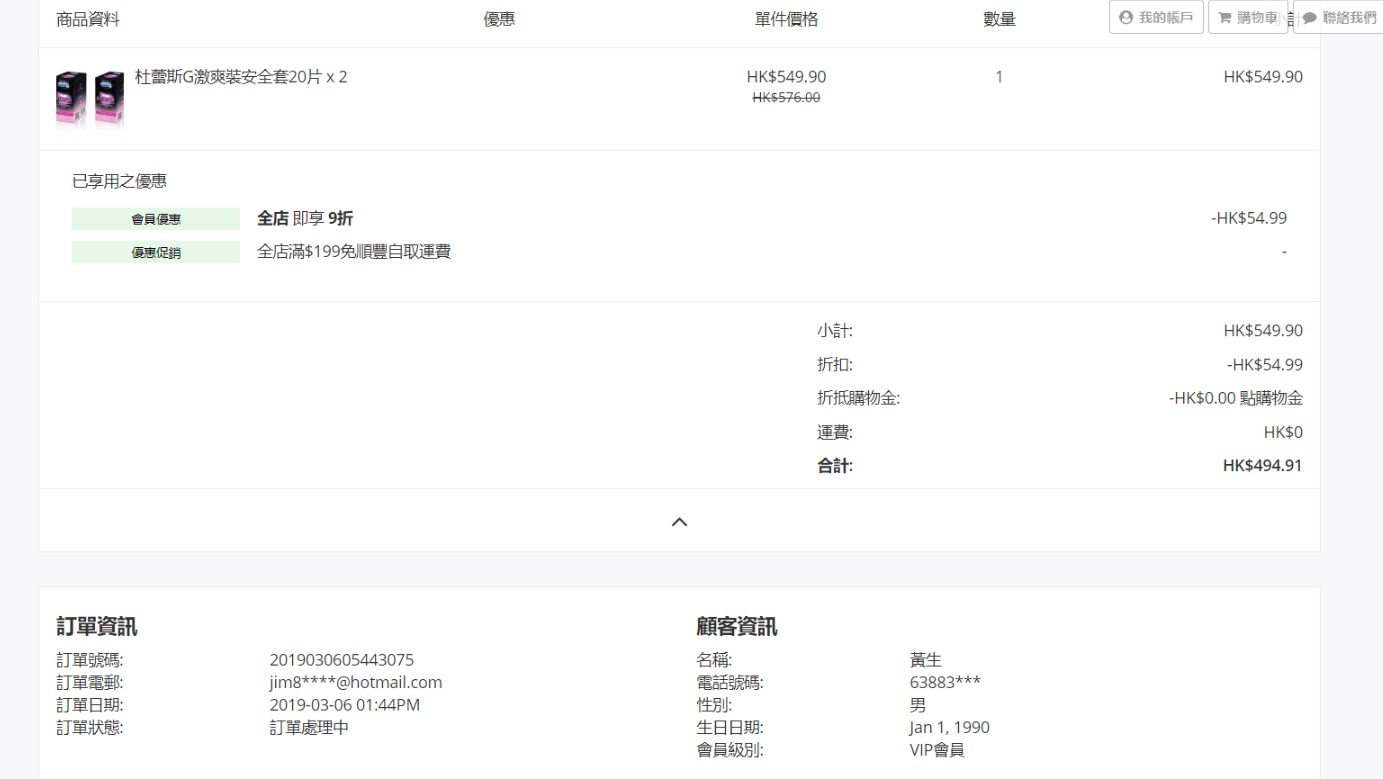 商品資料 優惠 單件價格 數量 小計
我的帳戶 購物車 聯絡我們
杜蕾斯G激爽裝安全套20片 x 2 HK$549.90 1 HK$549.90
HK$576.00
已享用之優惠
會員優惠 全店 即享 9折 -HK$54.99
優惠促銷 全店滿$199免順豐自取運費 -
小計: HK$549.90
折扣: -HK$54.99
折抵購物金: -HK$0.00 點購物金
運費: HK$0
合計: HK$494.91
訂單資訊 顧客資訊
訂單號碼: 2019030605443075 名稱: 黃生
訂單電郵: jim8****@hotmail.com 電話號碼: 63883***
訂單日期: 2019-03-06 01:44PM 性別: 男
訂單狀態: 訂單處理中 生日日期: Jan 1, 1990
會員級別: VIP會員